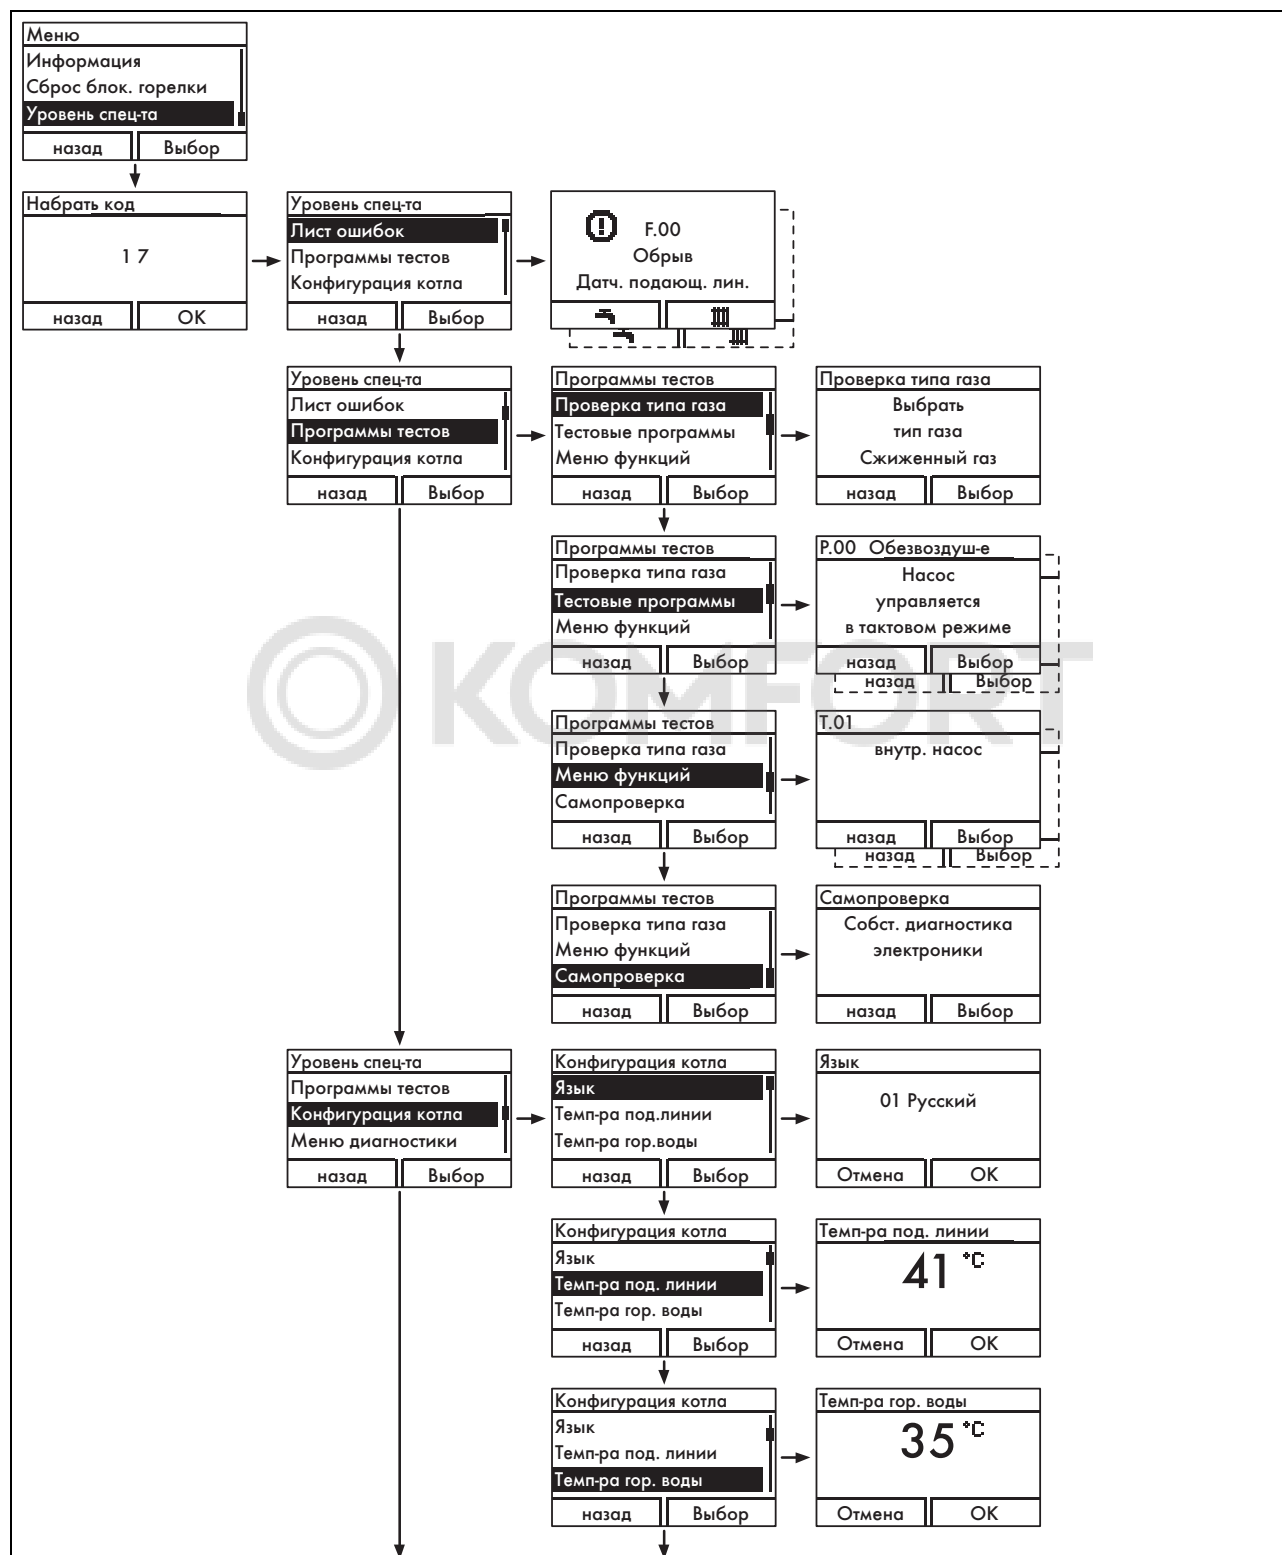 Меню
Информация
Сброс блок. горелки
Уровень спец-та
назад Выбор
Набрать код
1 7
назад OK
Уровень спец-та
Лист ошибок
Программы тестов
Конфигурация котла
назад Выбор
F.00
Обрыв
Датч. подающ. лин.
Уровень спец-та
Лист ошибок
Программы тестов
Конфигурация котла
назад Выбор
Программы тестов
Проверка типа газа
Тестовые программы
Меню функций
назад Выбор
Проверка типа газа
Выбрать
тип газа
Сжиженный газ
назад Выбор
Программы тестов
Проверка типа газа
Тестовые программы
Меню функций
назад Выбор
P.00 Обезвоздуш-е
Насос
управляется
в тактовом режиме
назад Выбор
назад Выбор
KOMFORT
Программы тестов
Проверка типа газа
Меню функций
Самопроверка
назад Выбор
T.01
внутр. насос
назад Выбор
назад Выбор
Программы тестов
Проверка типа газа
Меню функций
Самопроверка
назад Выбор
Самопроверка
Собст. диагностика
электроники
назад Выбор
Уровень спец-та
Программы тестов
Конфигурация котла
Меню диагностики
назад Выбор
Конфигурация котла
Язык
Темп-ра под.линии
Темп-ра гор.воды
назад Выбор
Язык
01 Русский
Отмена OK
Конфигурация котла
Язык
Темп-ра под. линии
Темп-ра гор. воды
назад Выбор
Темп-ра под. линии
41 °C
Отмена OK
Конфигурация котла
Язык
Темп-ра под. линии
Темп-ра гор. воды
назад Выбор
Темп-ра гор. воды
35 °C
Отмена OK